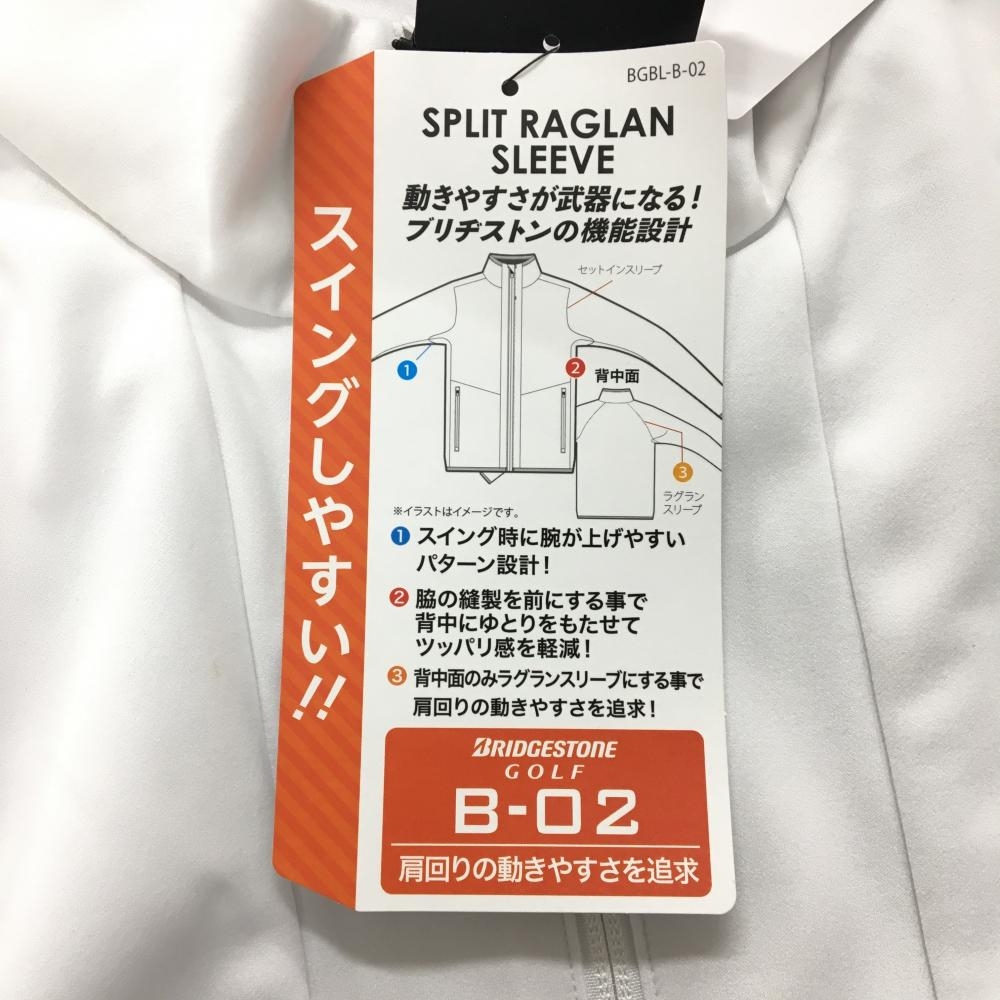 BGBL-B-02
SPLIT RAGLAN
SLEEVE
動きやすさが武器になる!
ブリヂストンの機能設計
スイングしやすい!!
セットインスリーブ
1
2
背中面
3
ラグラン
スリーブ
※イラストはイメージです。
1 スイング時に腕が上げやすい
パターン設計!
2 脇の縫製を前にする事で
背中にゆとりをもたせて
ツッパリ感を軽減!
3 背中面のみラグランスリーブにする事で
肩回りの動きやすさを追求!
BRIDGESTONE
GOLF
B-02
肩回りの動きやすさを追求